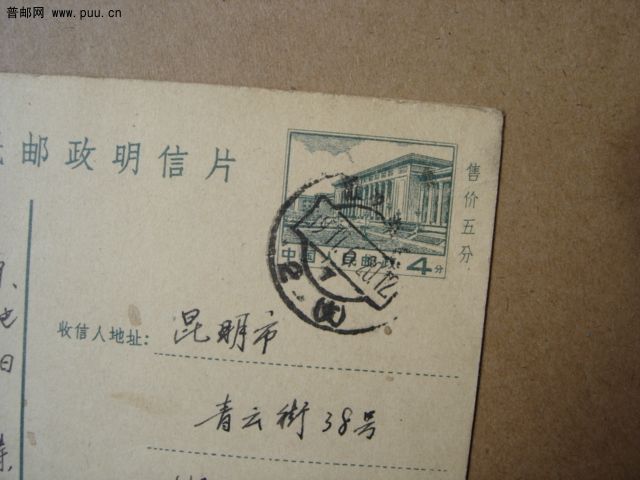 普邮网 www.puu.cn
邮政明信片
售价五分
中国人民邮政 4分
收信人地址: 昆明市
青云街38号